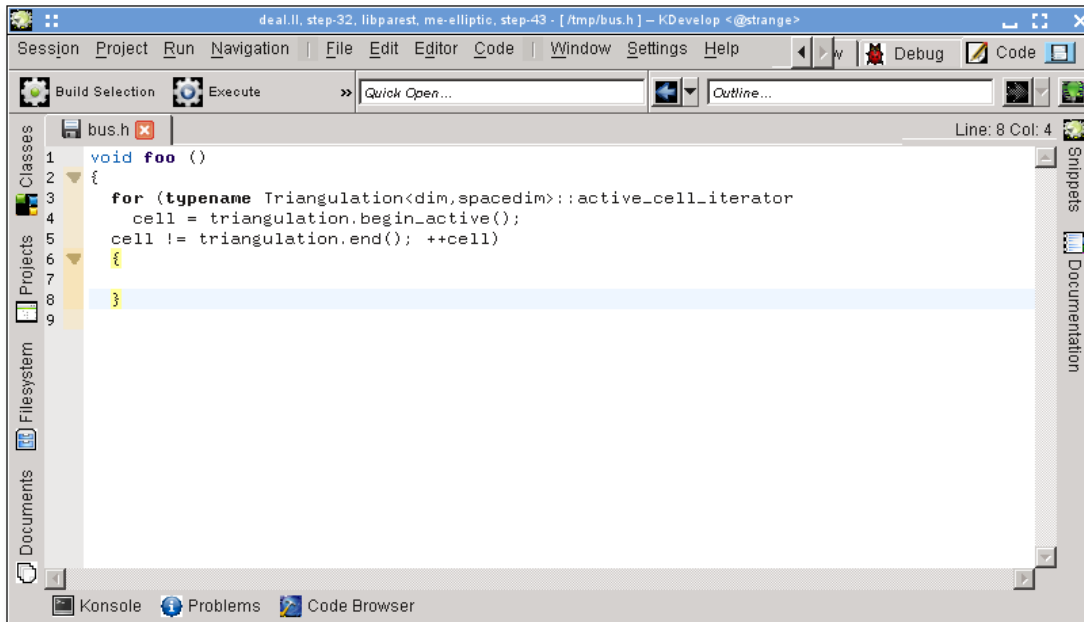 deal.II, step-32, libparest, me-elliptic, step-43 - [ /tmp/bus.h ] – KDevelop <@strange>
Session Project Run Navigation File Edit Editor Code Window Settings Help Debug Code
Build Selection Execute » Quick Open... Outline...
bus.h Line: 8 Col: 4
Classes
Projects
Filesystem
Documents
1 void foo ()
2 {
3 for (typename Triangulation<dim,spacedim>::active_cell_iterator
4 cell = triangulation.begin_active();
5 cell != triangulation.end(); ++cell)
6 {
7
8 }
9
Snippets
Documentation
Konsole Problems Code Browser